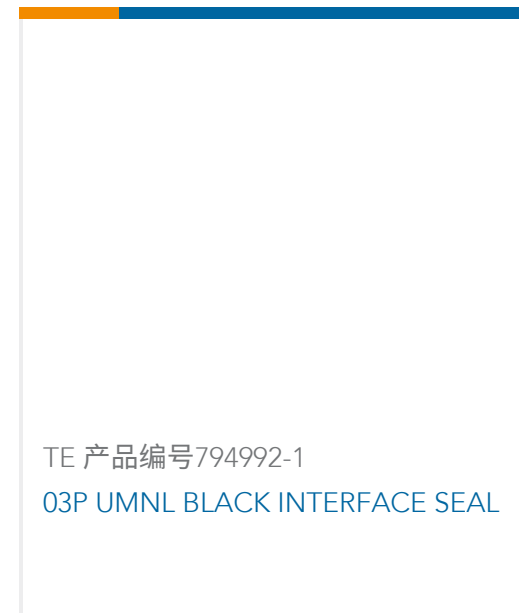 TE 产品编号794992-1
03P UMNL BLACK INTERFACE SEAL